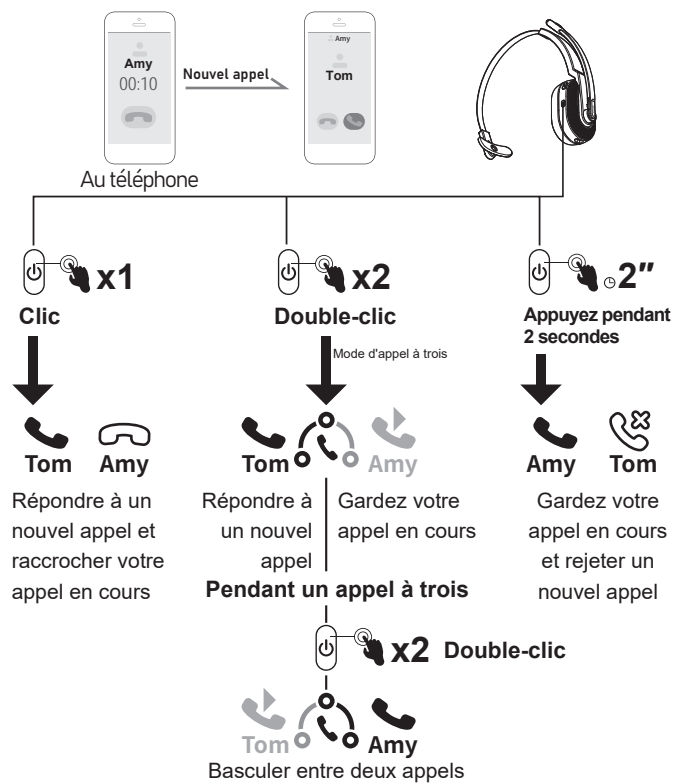 Amy
00:10
Nouvel appel
Amy
Tom
Au téléphone
x1
Clic
x2
Double-clic
2"
Appuyez pendant
2 secondes
Mode d'appel à trois
Tom
Amy
Répondre à un
nouvel appel et
raccrocher votre
appel en cours
Tom
Amy
Répondre à
un nouvel
appel
Gardez votre
appel en cours
Amy
Tom
Gardez votre
appel en cours
et rejeter un
nouvel appel
Pendant un appel à trois
x2 Double-clic
Tom
Amy
Basculer entre deux appels